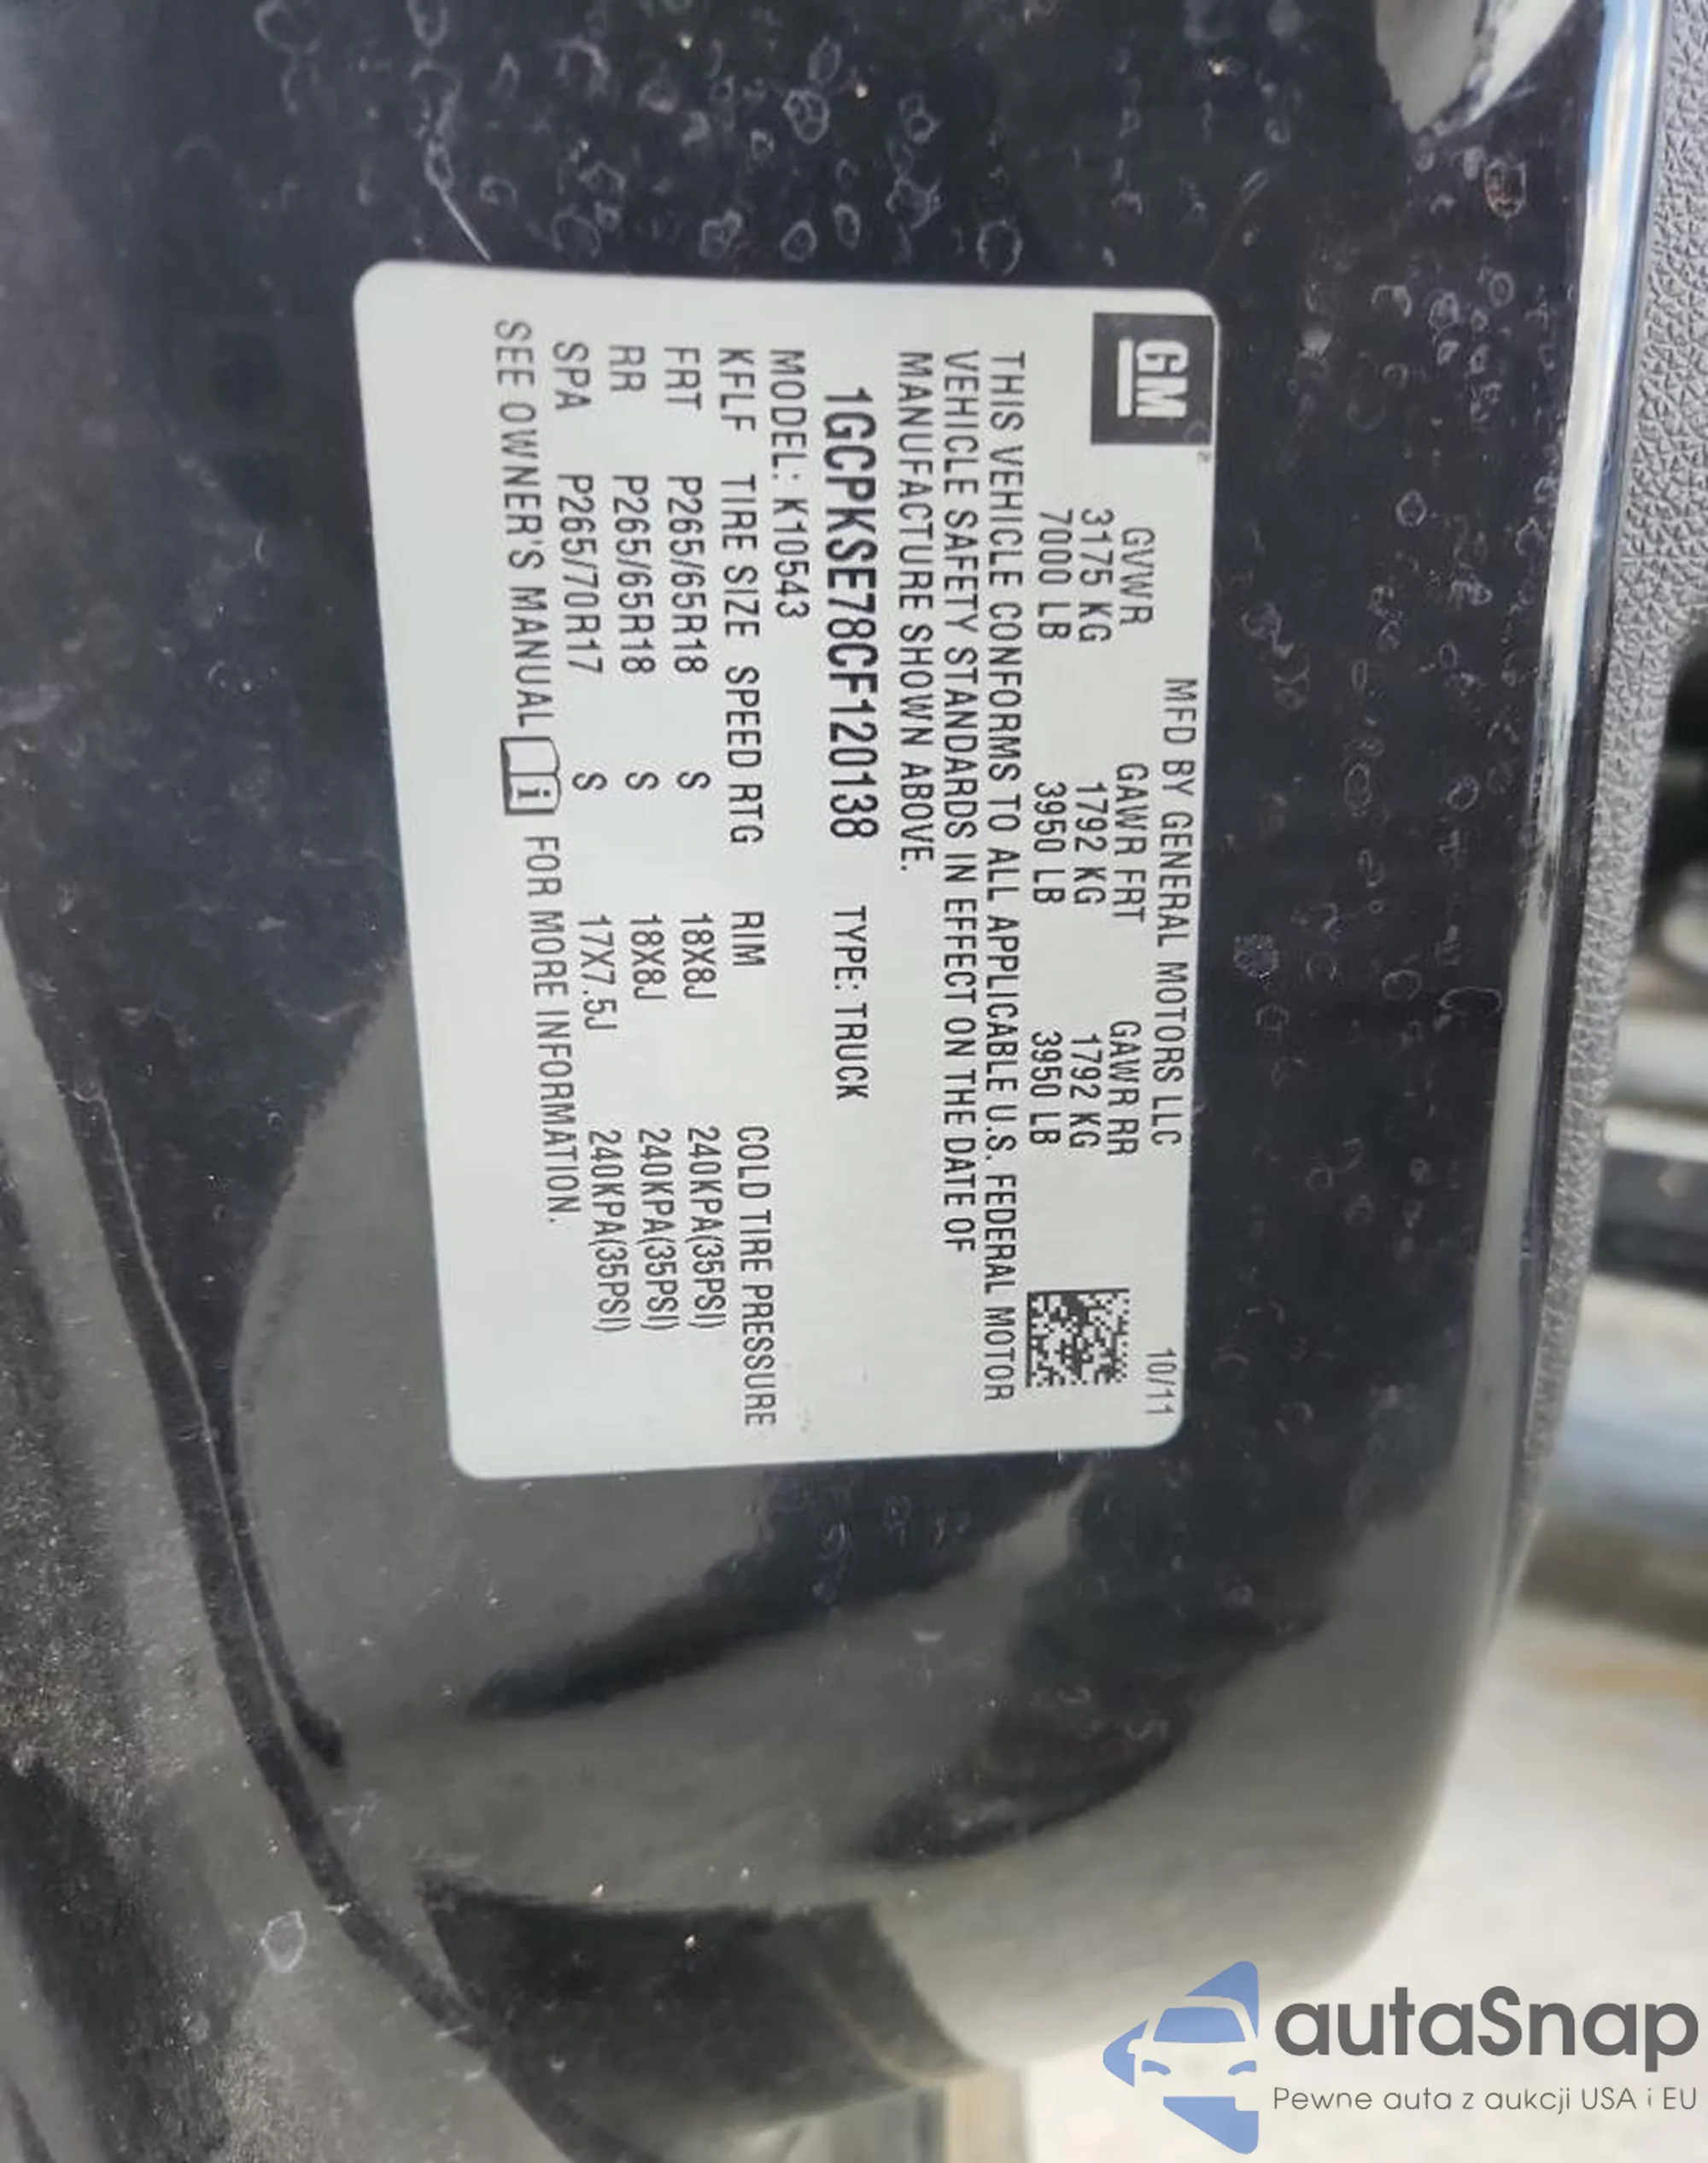 GM
MFD BY GENERAL MOTORS LLC 10/11
GVWR GAWR FRT GAWR RR
3175 KG 1792 KG 1792 KG
7000 LB 3950 LB 3950 LB
THIS VEHICLE CONFORMS TO ALL APPLICABLE U.S. FEDERAL MOTOR
VEHICLE SAFETY STANDARDS IN EFFECT ON THE DATE OF
MANUFACTURE SHOWN ABOVE.
1GCPKSE78CF120138 TYPE: TRUCK
MODEL: K10543
KFLF TIRE SIZE SPEED RTG RIM COLD TIRE PRESSURE
FRT P265/65R18 S 18X8J 240KPA(35PSI)
RR P265/65R18 S 18X8J 240KPA(35PSI)
SPA P265/70R17 S 17X7.5J 240KPA(35PSI)
SEE OWNER'S MANUAL i FOR MORE INFORMATION.
autaSnap
Pewne auta z aukcji USA i EU